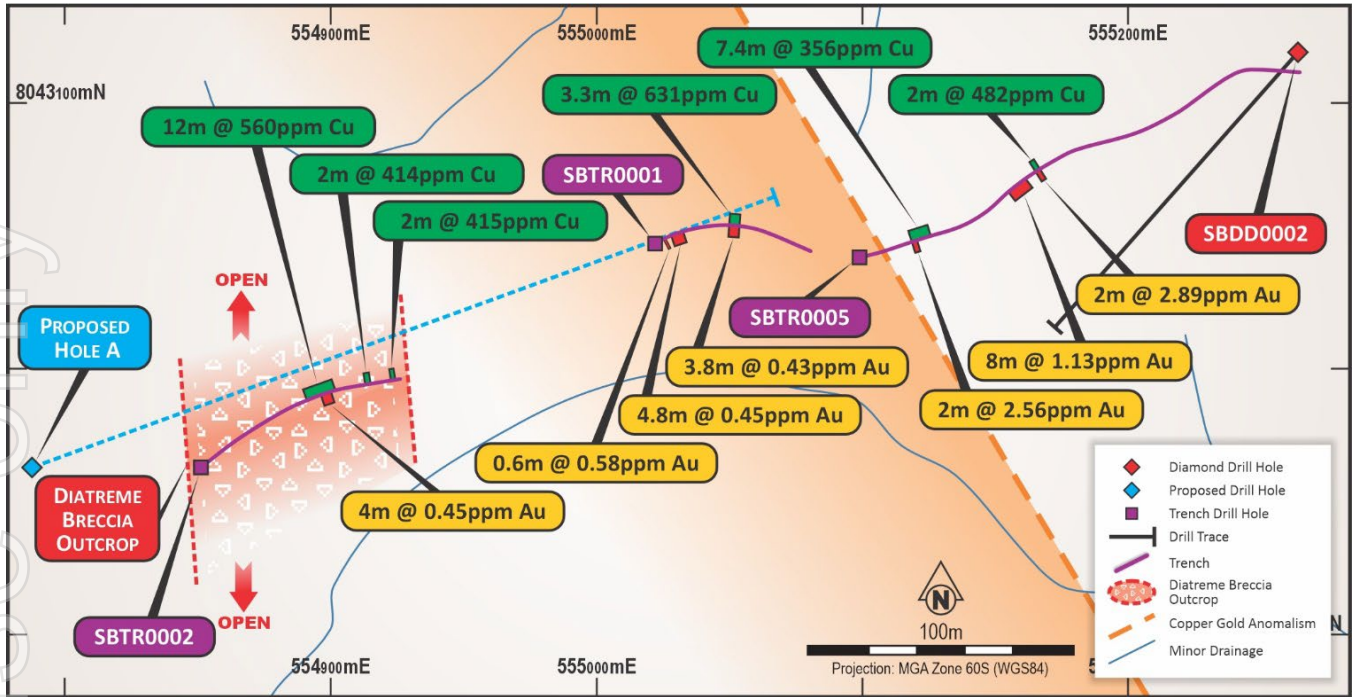 554900mE
555000mE
555200mE
8043100mN
7.4m @ 356ppm Cu
3.3m @ 631ppm Cu
2m @ 482ppm Cu
12m @ 560ppm Cu
2m @ 414ppm Cu
2m @ 415ppm Cu
SBTR0001
SBDD0002
OPEN
PROPOSED
HOLE A
SBTR0005
2m @ 2.89ppm Au
8m @ 1.13ppm Au
3.8m @ 0.43ppm Au
2m @ 2.56ppm Au
4.8m @ 0.45ppm Au
0.6m @ 0.58ppm Au
DIATREME
BRECCIA
OUTCROP
4m @ 0.45ppm Au
SBTR0002
OPEN
N
100m
Projection: MGA Zone 60S (WGS84)
554900mE
555000mE
Diamond Drill Hole
Proposed Drill Hole
Trench Drill Hole
Drill Trace
Trench
Diatreme Breccia
Outcrop
Copper Gold Anomalism
Minor Drainage
N